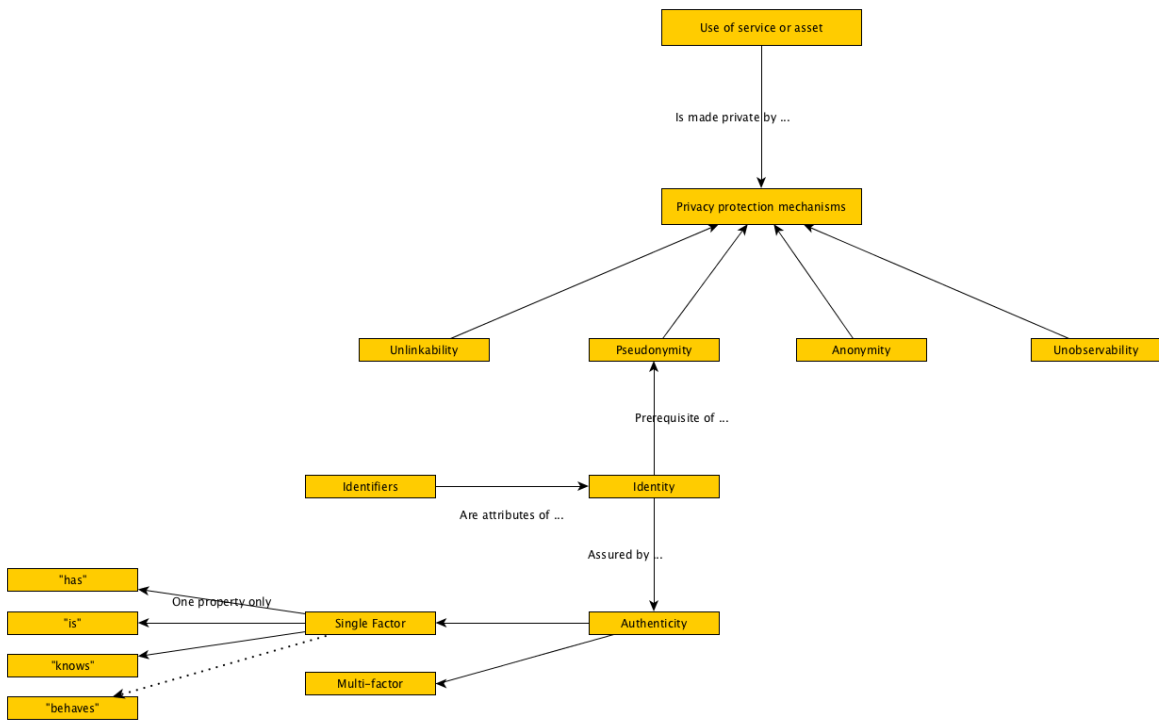 Use of service or asset
Is made private by ...
Privacy protection mechanisms
Unlinkability
Pseudonymity
Anonymity
Unobservability
Prerequisite of ...
Identifiers
Identity
Are attributes of ...
Assured by ...
"has"
One property only
"is"
Single Factor
Authenticity
"knows"
Multi-factor
"behaves"